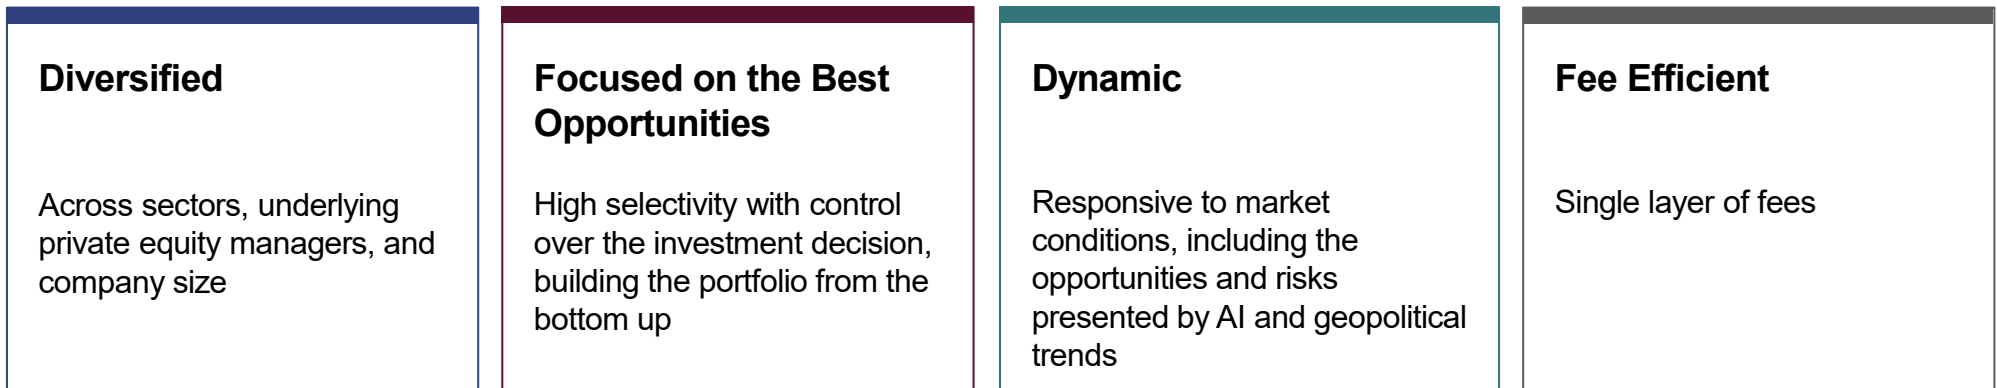 Diversified
Across sectors, underlying
private equity managers, and
company size
Focused on the Best
Opportunities
High selectivity with control
over the investment decision,
building the portfolio from the
bottom up
Dynamic
Responsive to market
conditions, including the
opportunities and risks
presented by AI and geopolitical
trends
Fee Efficient
Single layer of fees